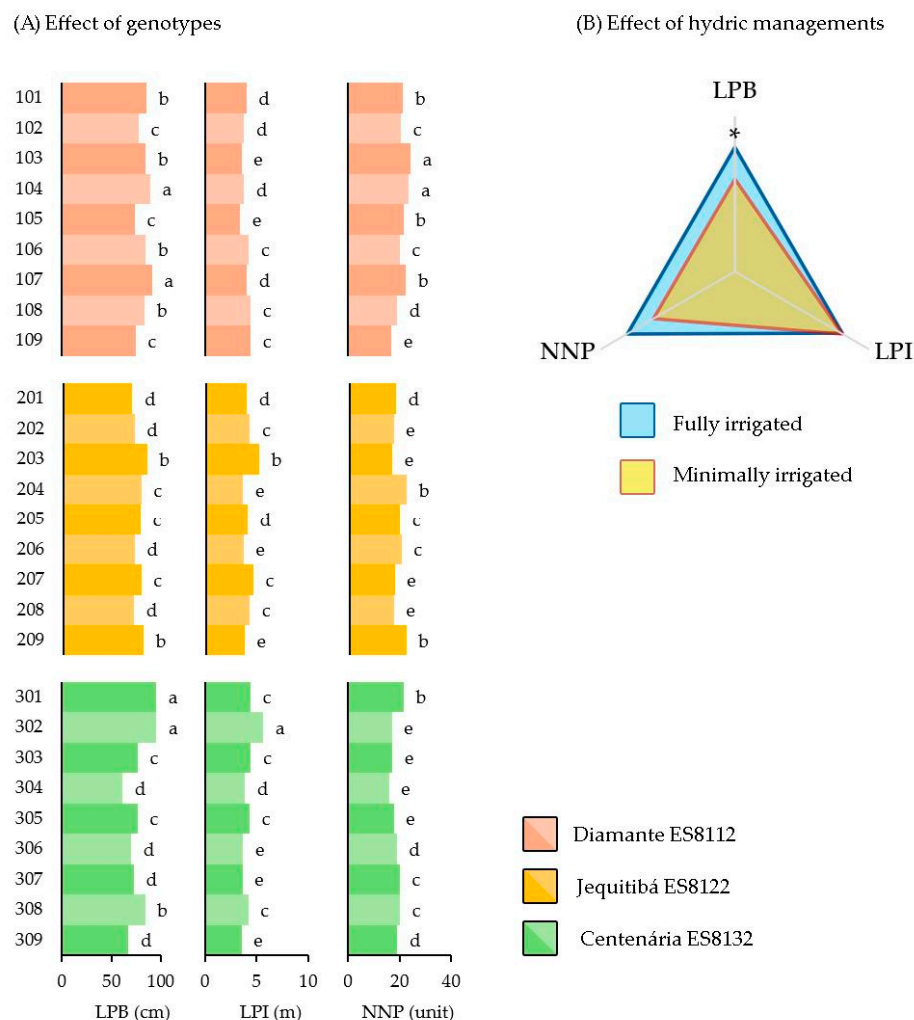 (A) Effect of genotypes
(B) Effect of hydric managements
101 b d b
102 c d c
103 b e a
104 a d a
105 c e b
106 b c c
107 a d b
108 b c d
109 c c e
201 d d d
202 d c e
203 b b e
204 c e b
205 c d c
206 d e c
207 c c e
208 d c e
209 b e b
301 a c b
302 a a e
303 c c e
304 d d e
305 c c e
306 d e d
307 d e c
308 b c c
309 d e d
0 50 100 0 5 10 0 20 40
LPB (cm) LPI (m) NNP (unit)
LPB
*
NNP LPI
Fully irrigated
Minimally irrigated
Diamante ES8112
Jequitibá ES8122
Centenária ES8132